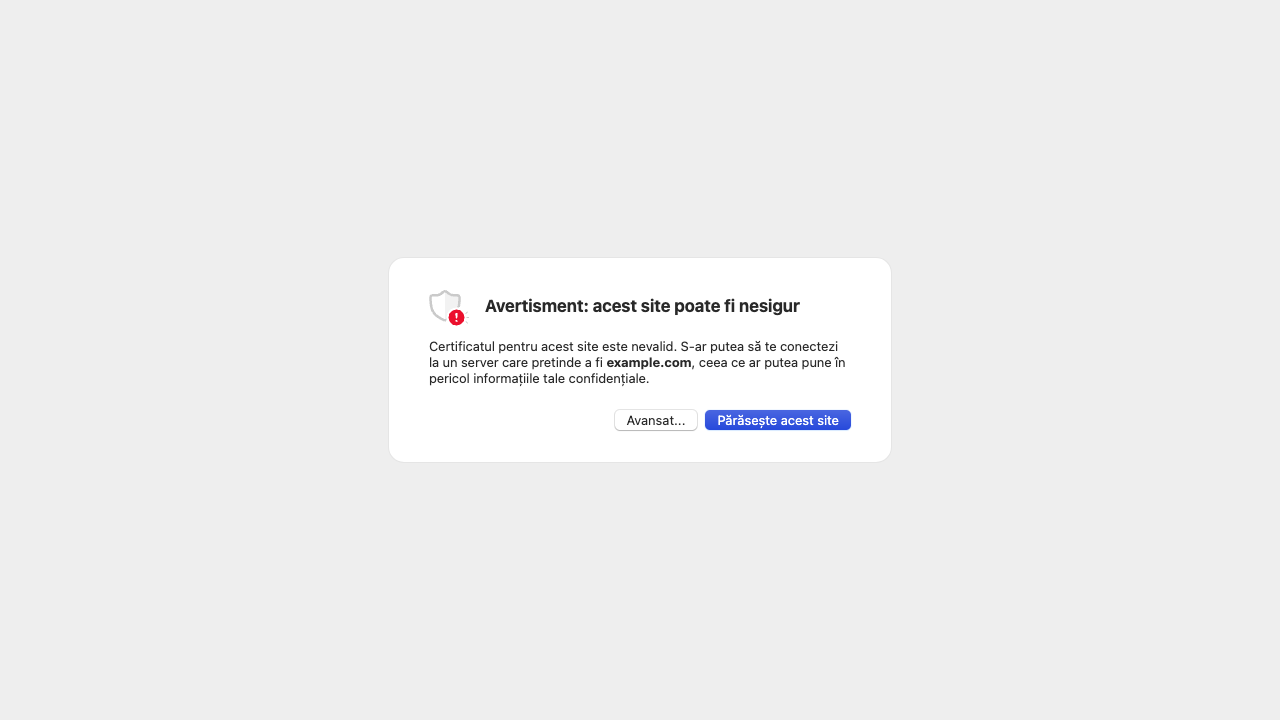 Avertisment: acest site poate fi nesigur
Certificatul pentru acest site este nevalid. S-ar putea să te conectezi
la un server care pretinde a fi example.com, ceea ce ar putea pune în
pericol informațiile tale confidențiale.
Avansat...
Părăsește acest site